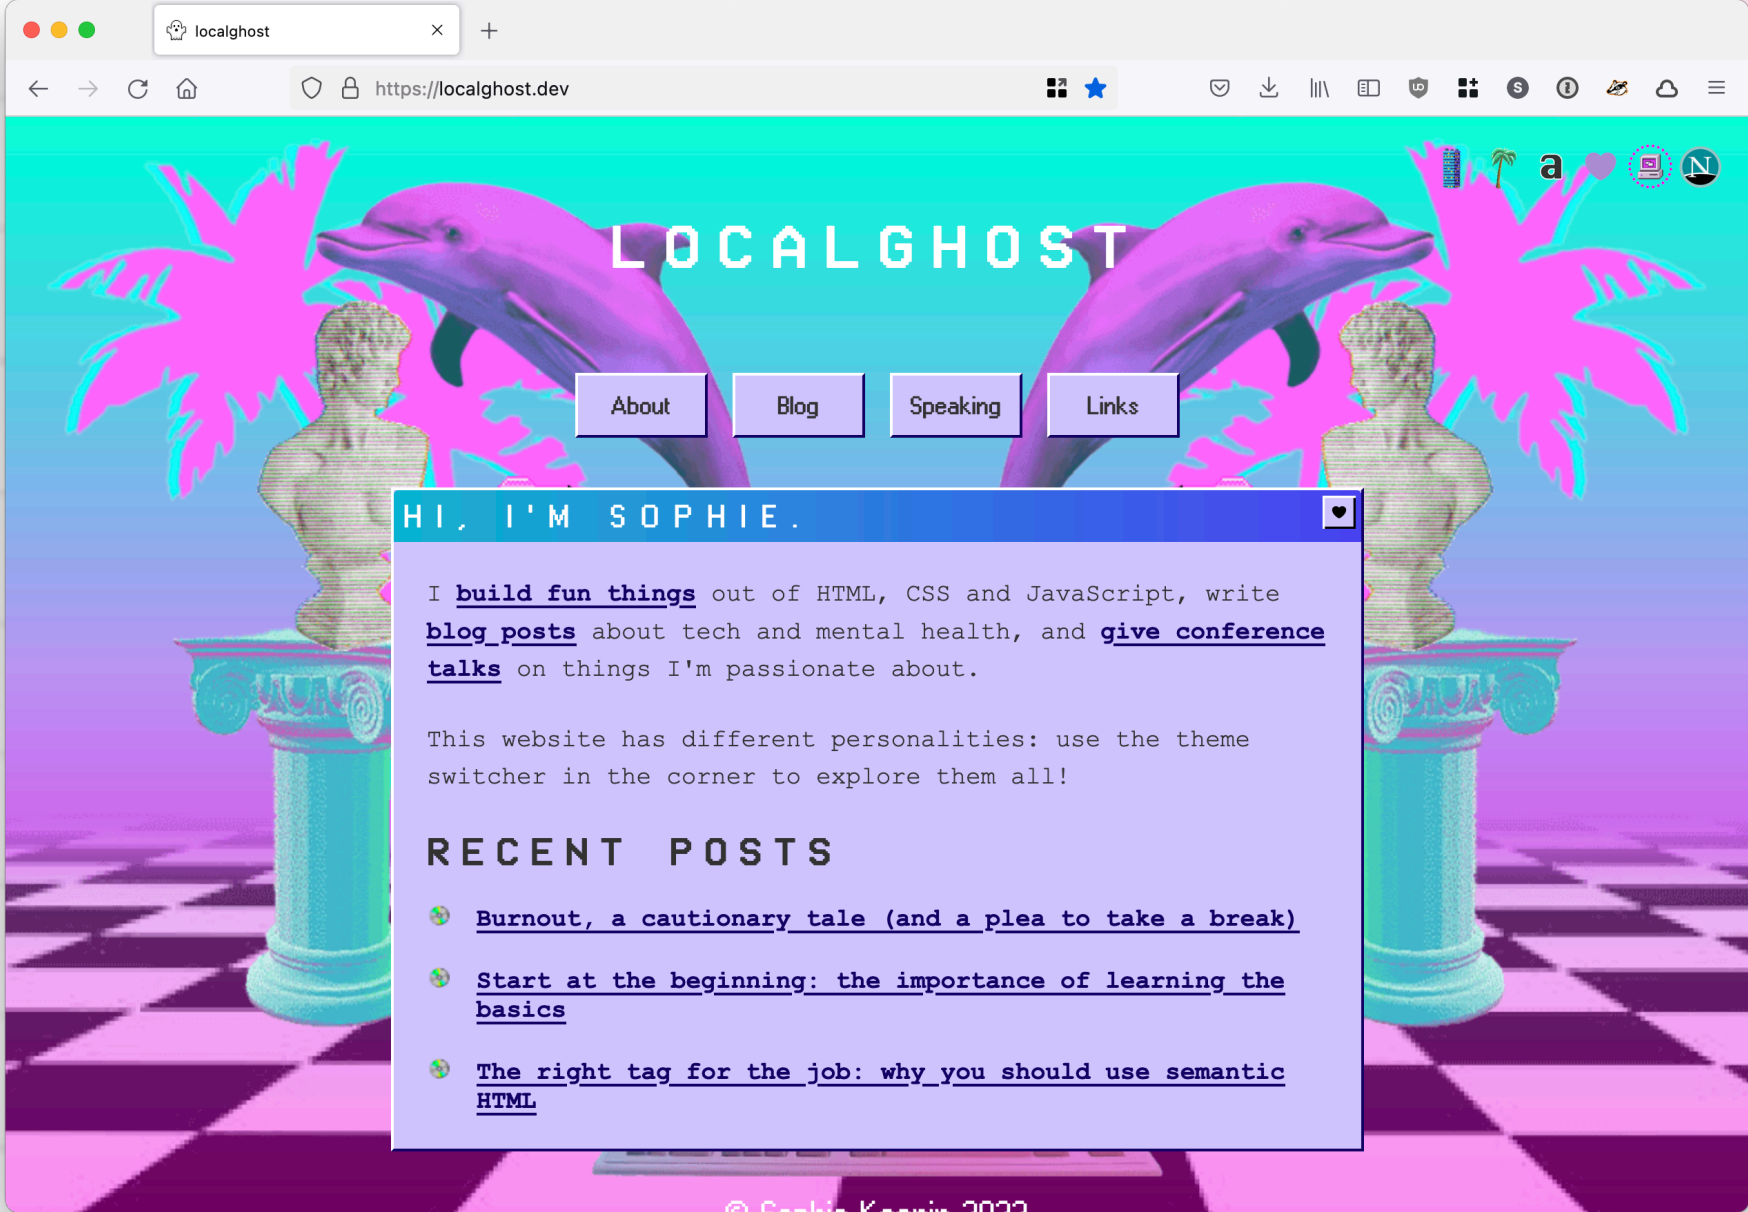 localghost
https://localghost.dev
S
a
N
LOCALGHOST
About
Blog
Speaking
Links
HI, I'M SOPHIE.
I build fun things out of HTML, CSS and JavaScript, write
blog posts about tech and mental health, and give conference
talks on things I'm passionate about.
This website has different personalities: use the theme
switcher in the corner to explore them all!
RECENT POSTS
Burnout, a cautionary tale (and a plea to take a break)
Start at the beginning: the importance of learning the
basics
The right tag for the job: why you should use semantic
HTML
© Sophie Koonin 2022